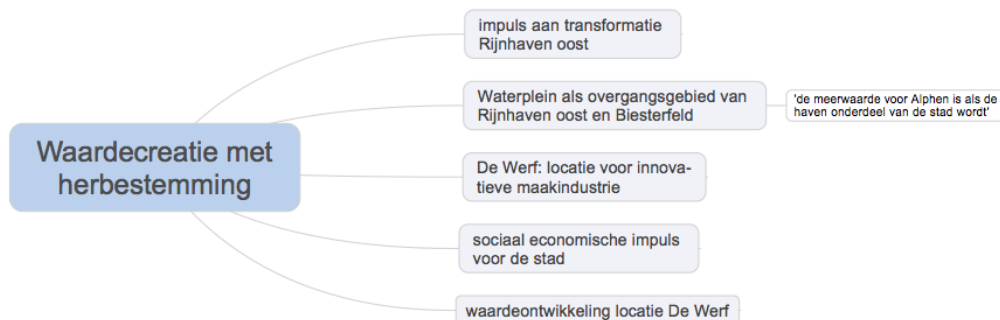 impuls aan transformatie
Rijnhaven oost
Waterplein als overgangsgebied van
Rijnhaven oost en Biesterfeld
'de meerwaarde voor Alphen is als de
haven onderdeel van de stad wordt'
Waardecreatie met
herbestemming
De Werf: locatie voor innova-
tieve maakindustrie
sociaal economische impuls
voor de stad
waardeontwikkeling locatie De Werf